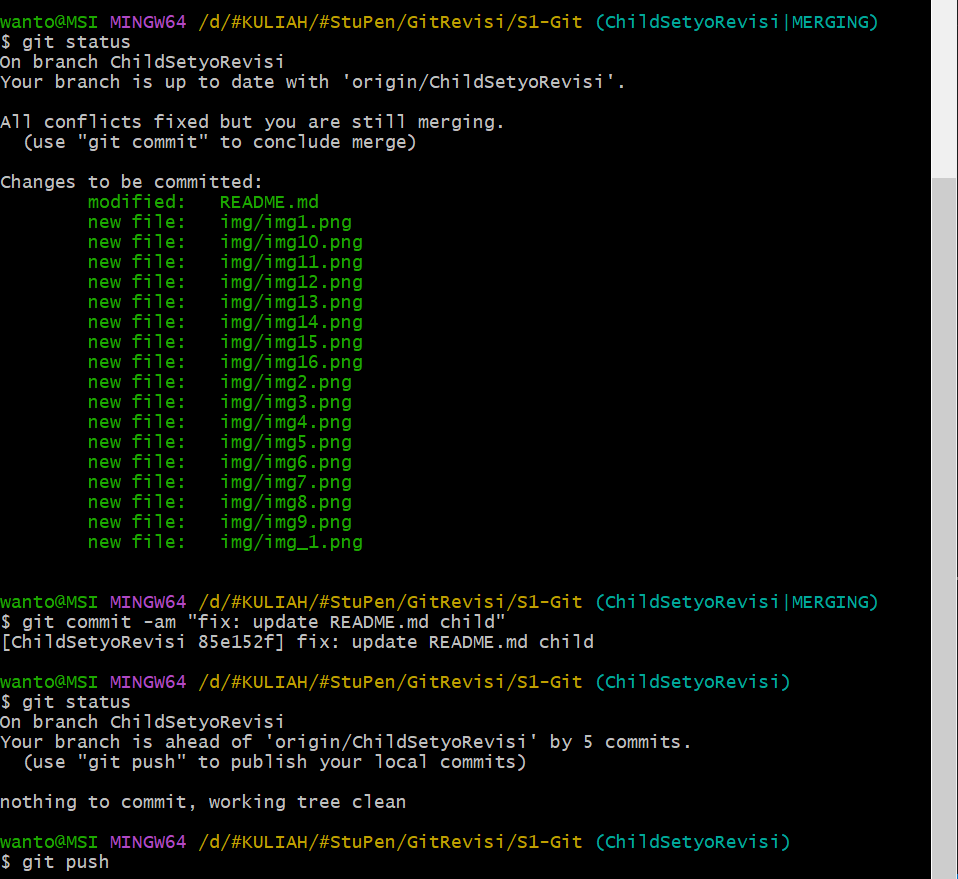 wanto@MSI MINGW64 /d/#KULIAH/#StuPen/GitRevisi/S1-Git (ChildSetyoRevisi|MERGING)
$ git status
On branch ChildSetyoRevisi
Your branch is up to date with 'origin/ChildSetyoRevisi'.

All conflicts fixed but you are still merging.
  (use "git commit" to conclude merge)

Changes to be committed:
        modified:   README.md
        new file:   img/img1.png
        new file:   img/img10.png
        new file:   img/img11.png
        new file:   img/img12.png
        new file:   img/img13.png
        new file:   img/img14.png
        new file:   img/img15.png
        new file:   img/img16.png
        new file:   img/img2.png
        new file:   img/img3.png
        new file:   img/img4.png
        new file:   img/img5.png
        new file:   img/img6.png
        new file:   img/img7.png
        new file:   img/img8.png
        new file:   img/img9.png
        new file:   img/img_1.png

wanto@MSI MINGW64 /d/#KULIAH/#StuPen/GitRevisi/S1-Git (ChildSetyoRevisi|MERGING)
$ git commit -am "fix: update README.md child"
[ChildSetyoRevisi 85e152f] fix: update README.md child

wanto@MSI MINGW64 /d/#KULIAH/#StuPen/GitRevisi/S1-Git (ChildSetyoRevisi)
$ git status
On branch ChildSetyoRevisi
Your branch is ahead of 'origin/ChildSetyoRevisi' by 5 commits.
  (use "git push" to publish your local commits)

nothing to commit, working tree clean

wanto@MSI MINGW64 /d/#KULIAH/#StuPen/GitRevisi/S1-Git (ChildSetyoRevisi)
$ git push